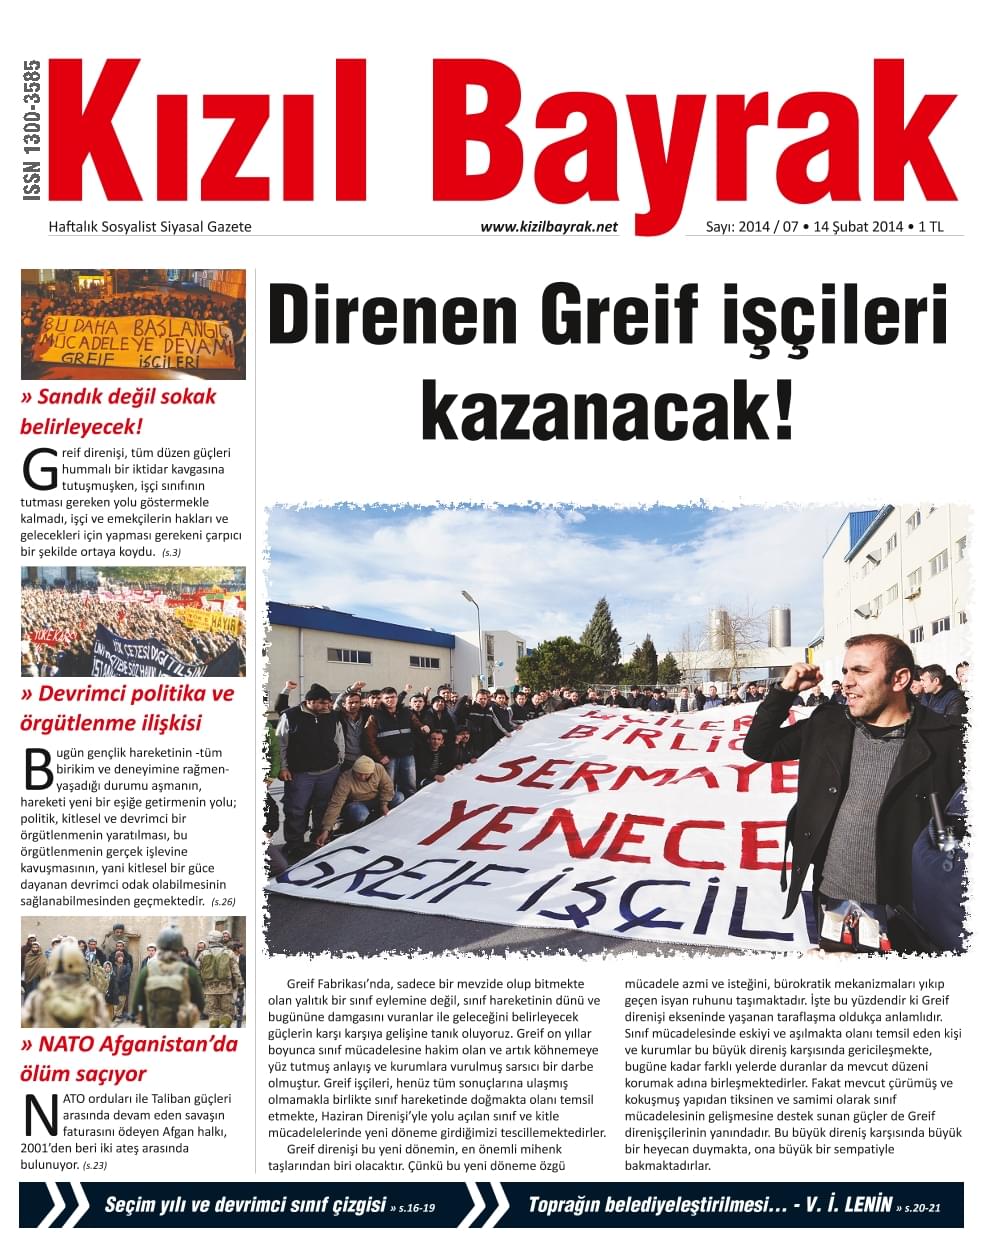 ISSN 1300-3585
Kızıl Bayrak
Haftalık Sosyalist Siyasal Gazete
www.kizilbayrak.net
Sayı: 2014 / 07 • 14 Şubat 2014 • 1 TL
BU DAHA BAŞLANGIÇ
MÜCADELEYE DEVAM!
GREIF İŞÇİLERİ
» Sandık değil sokak
belirleyecek!
Greif direnişi, tüm düzen güçleri
hummalı bir iktidar kavgasına
tutuşmuşken, işçi sınıfının
tutması gereken yolu göstermekle
kalmadı, işçi ve emekçilerin hakları ve
gelecekleri için yapması gerekeni çarpıcı
bir şekilde ortaya koydu. (s.3)
HAYIR
» Devrimci politika ve
örgütlenme ilişkisi
Bugün gençlik hareketinin -tüm
birikim ve deneyimine rağmen-
yaşadığı durumu aşmanın,
hareketi yeni bir eşiğe getirmenin yolu;
politik, kitlesel ve devrimci bir
örgütlenmenin yaratılması, bu
örgütlenmenin gerçek işlevine
kavuşmasının, yani kitlesel bir güce
dayanan devrimci odak olabilmesinin
sağlanabilmesinden geçmektedir. (s.26)
» NATO Afganistan’da
ölüm saçıyor
NATO orduları ile Taliban güçleri
arasında devam eden savaşın
faturasını ödeyen Afgan halkı,
2001’den beri iki ateş arasında
bulunuyor. (s.23)
Direnen Greif işçileri
kazanacak!
İŞÇİLERİ
BİRLİĞ
SERMAYE
YENECE
GREIF İŞÇİL
Greif Fabrikası’nda, sadece bir mevzide olup bitmekte
olan yalıtık bir sınıf eylemine değil, sınıf hareketinin dünü ve
bugününe damgasını vuranlar ile geleceğini belirleyecek
güçlerin karşı karşıya gelişine tanık oluyoruz. Greif on yıllar
boyunca sınıf mücadelesine hakim olan ve artık köhnemeye
yüz tutmuş anlayış ve kurumlara vurulmuş sarsıcı bir darbe
olmuştur. Greif işçileri, henüz tüm sonuçlarına ulaşmış
olmamakla birlikte sınıf hareketinde doğmakta olanı temsil
etmekte, Haziran Direnişi’yle yolu açılan sınıf ve kitle
mücadelelerinde yeni döneme girdiğimizi tescillemektedirler.
Greif direnişi bu yeni dönemin, en önemli mihenk
taşlarından biri olacaktır. Çünkü bu yeni döneme özgü
mücadele azmi ve isteğini, bürokratik mekanizmaları yıkıp
geçen isyan ruhunu taşımaktadır. İşte bu yüzdendir ki Greif
direnişi ekseninde yaşanan taraflaşma oldukça anlamlıdır.
Sınıf mücadelesinde eskiyi ve aşılmakta olanı temsil eden kişi
ve kurumlar bu büyük direniş karşısında gericileşmekte,
bugüne kadar farklı yelerde duranlar da mevcut düzeni
korumak adına birleşmektedirler. Fakat mevcut çürümüş ve
kokuşmuş yapıdan tiksinen ve samimi olarak sınıf
mücadelesinin gelişmesine destek sunan güçler de Greif
direnişçilerinin yanındadır. Bu büyük direniş karşısında büyük
bir heyecan duymakta, ona büyük bir sempatiyle
bakmaktadırlar.
Seçim yılı ve devrimci sınıf çizgisi » s.16-19
Toprağın belediyeleştirilmesi... - V. İ. LENİN » s.20-21